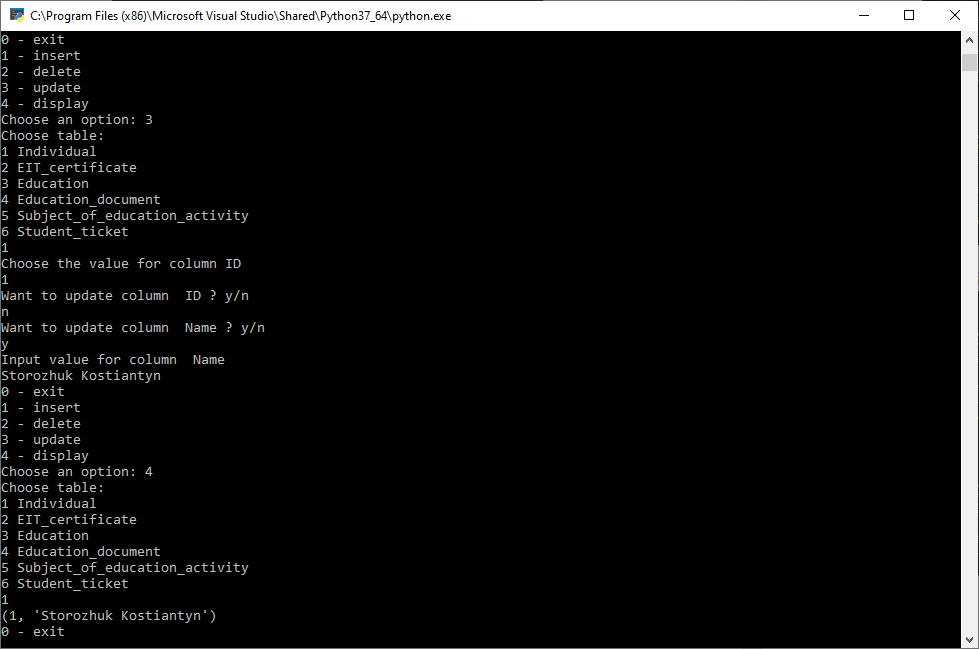 C:\Program Files (x86)\Microsoft Visual Studio\Shared\Python37_64\python.exe
0 - exit
1 - insert
2 - delete
3 - update
4 - display
Choose an option: 3
Choose table:
1 Individual
2 EIT_certificate
3 Education
4 Education_document
5 Subject_of_education_activity
6 Student_ticket
1
Choose the value for column ID
1
Want to update column  ID ? y/n
n
Want to update column  Name ? y/n
y
Input value for column  Name
Storozhuk Kostiantyn
0 - exit
1 - insert
2 - delete
3 - update
4 - display
Choose an option: 4
Choose table:
1 Individual
2 EIT_certificate
3 Education
4 Education_document
5 Subject_of_education_activity
6 Student_ticket
1
(1, 'Storozhuk Kostiantyn')
0 - exit